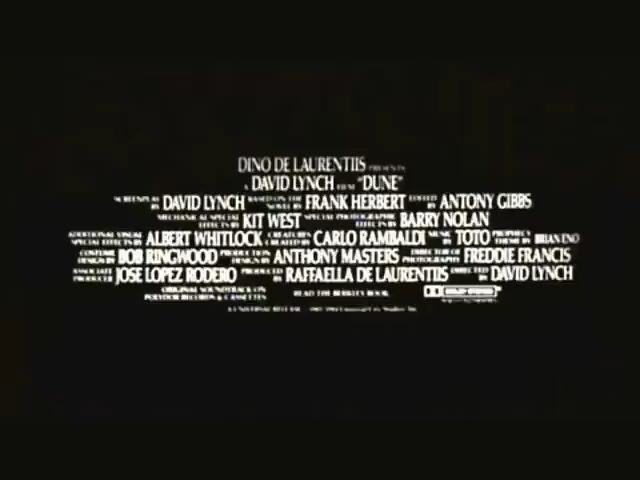 DINO DE LAURENTIIS PRESENTS
A DAVID LYNCH FILM "DUNE"
SCREENPLAY BY DAVID LYNCH BASED ON THE NOVEL BY FRANK HERBERT EDITED BY ANTONY GIBBS
MECHANICAL SPECIAL EFFECTS BY KIT WEST SPECIAL PHOTOGRAPHIC EFFECTS BY BARRY NOLAN
ADDITIONAL VISUAL SPECIAL EFFECTS BY ALBERT WHITLOCK CREATURES CREATED BY CARLO RAMBALDI MUSIC BY TOTO PROPHECY THEME BY BRIAN ENO
COSTUME DESIGN BY BOB RINGWOOD PRODUCTION DESIGN BY ANTHONY MASTERS DIRECTOR OF PHOTOGRAPHY FREDDIE FRANCIS
ASSOCIATE PRODUCER JOSE LOPEZ RODERO PRODUCED BY RAFFAELLA DE LAURENTIIS DIRECTED BY DAVID LYNCH
ORIGINAL SOUNDTRACK ON POLYDOR RECORDS & CASSETTES READ THE BERKLEY BOOK
A UNIVERSAL RELEASE